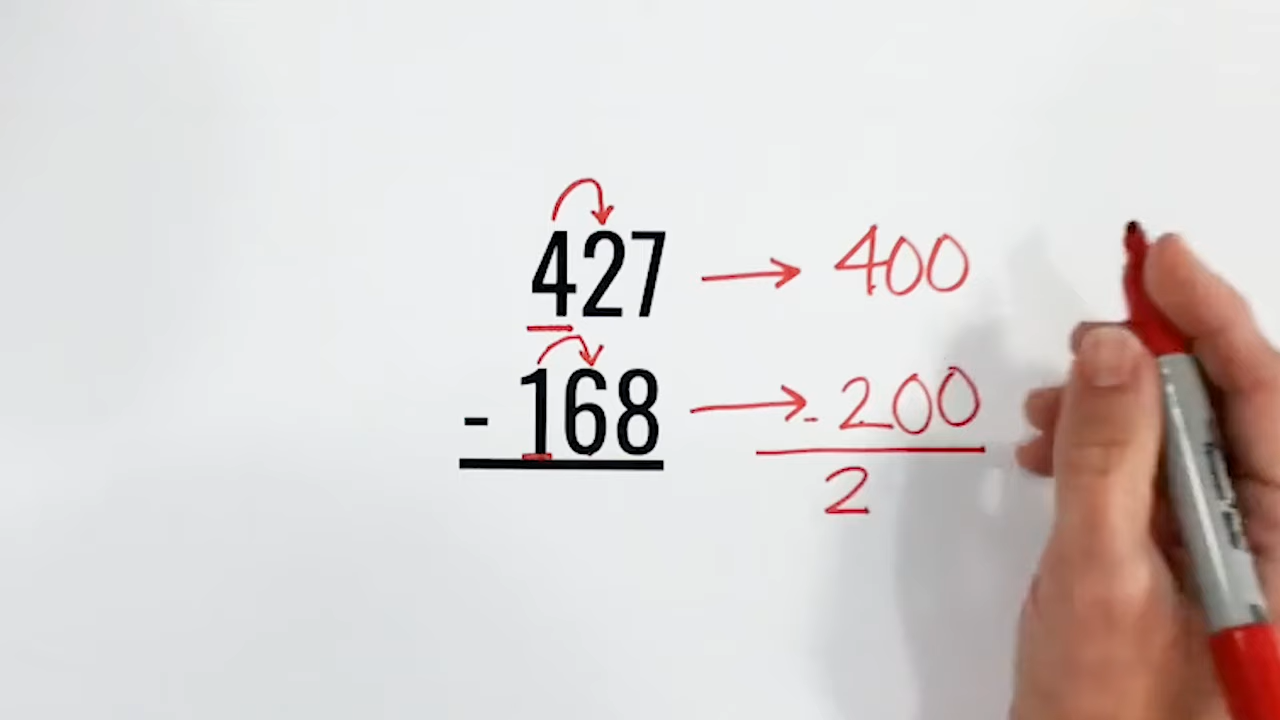 427 → 400
- 168 → - 200
2